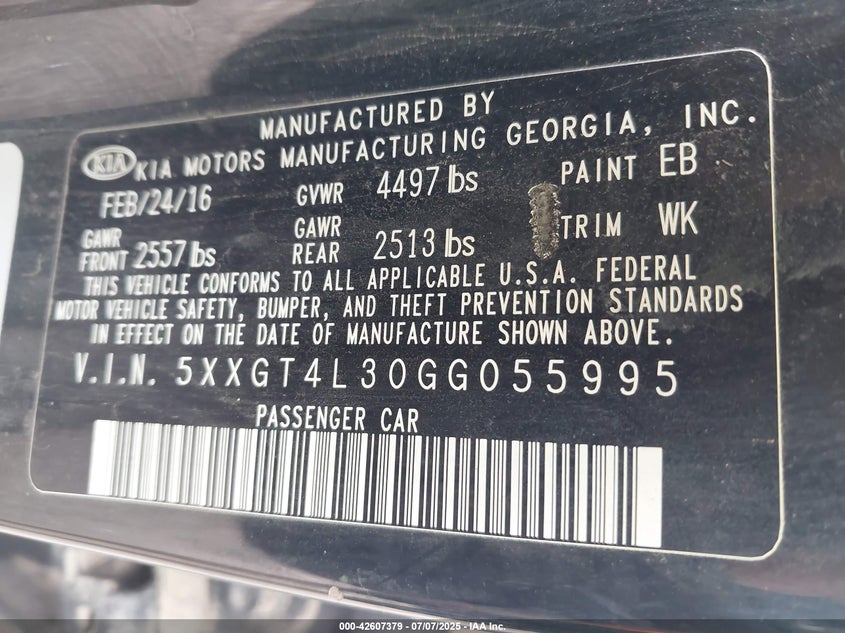 MANUFACTURED BY
KIA KIA MOTORS MANUFACTURING GEORGIA, INC.
FEB/24/16 GVWR 4497 lbs PAINT EB
GAWR FRONT 2557 lbs GAWR REAR 2513 lbs TRIM WK
THIS VEHICLE CONFORMS TO ALL APPLICABLE U.S.A. FEDERAL
MOTOR VEHICLE SAFETY, BUMPER, AND THEFT PREVENTION STANDARDS
IN EFFECT ON THE DATE OF MANUFACTURE SHOWN ABOVE.
V.I.N. 5XXGT4L30GG055995
PASSENGER CAR
000-42607379 - 07/07/2025 - IAA Inc.